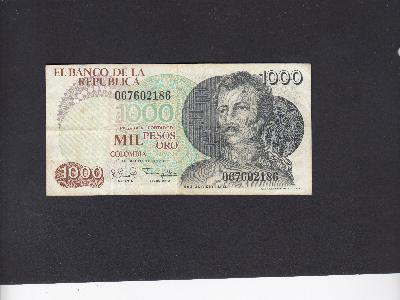 EL BANCO DE LA
REPUBLICA
1000
067602186
1000
MIL PESOS
ORO
COLOMBIA
1000
067602186